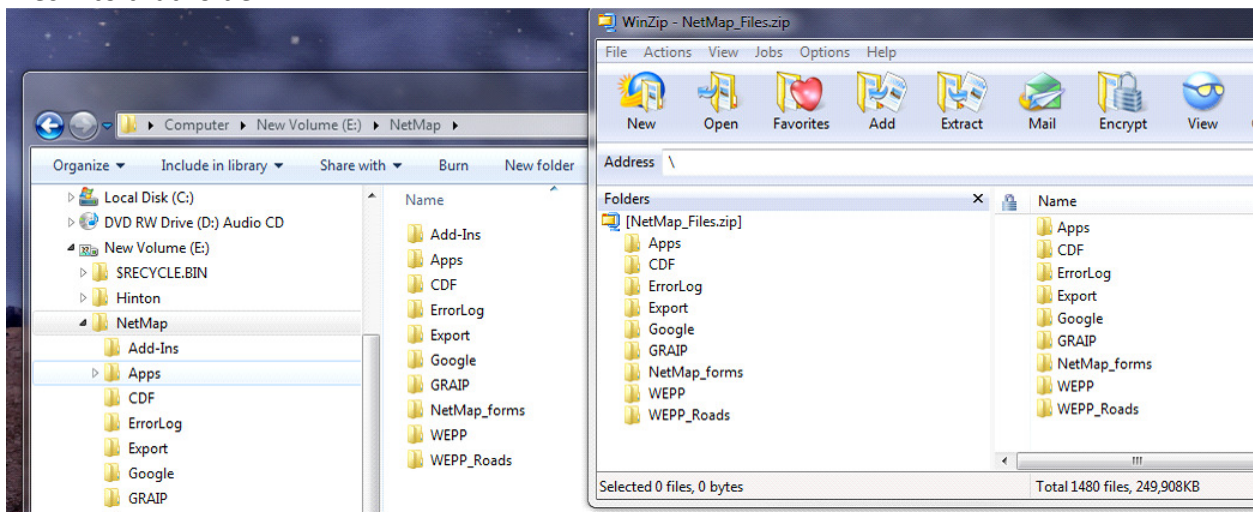 Computer ▸ New Volume (E:) ▸ NetMap ▸
Organize ▼ Include in library ▼ Share with ▼ Burn New folder
Local Disk (C:)
DVD RW Drive (D:) Audio CD
New Volume (E:)
$RECYCLE.BIN
Hinton
NetMap
Add-Ins
Apps
CDF
ErrorLog
Export
Google
GRAIP
Name
Add-Ins
Apps
CDF
ErrorLog
Export
Google
GRAIP
NetMap_forms
WEPP
WEPP_Roads
WinZip - NetMap_Files.zip
File Actions View Jobs Options Help
New Open Favorites Add Extract Mail Encrypt View
Address \
Folders x
[NetMap_Files.zip]
Apps
CDF
ErrorLog
Export
Google
GRAIP
NetMap_forms
WEPP
WEPP_Roads
Name
Apps
CDF
ErrorLog
Export
Google
GRAIP
NetMap_forms
WEPP
WEPP_Roads
Selected 0 files, 0 bytes
Total 1480 files, 249,908KB